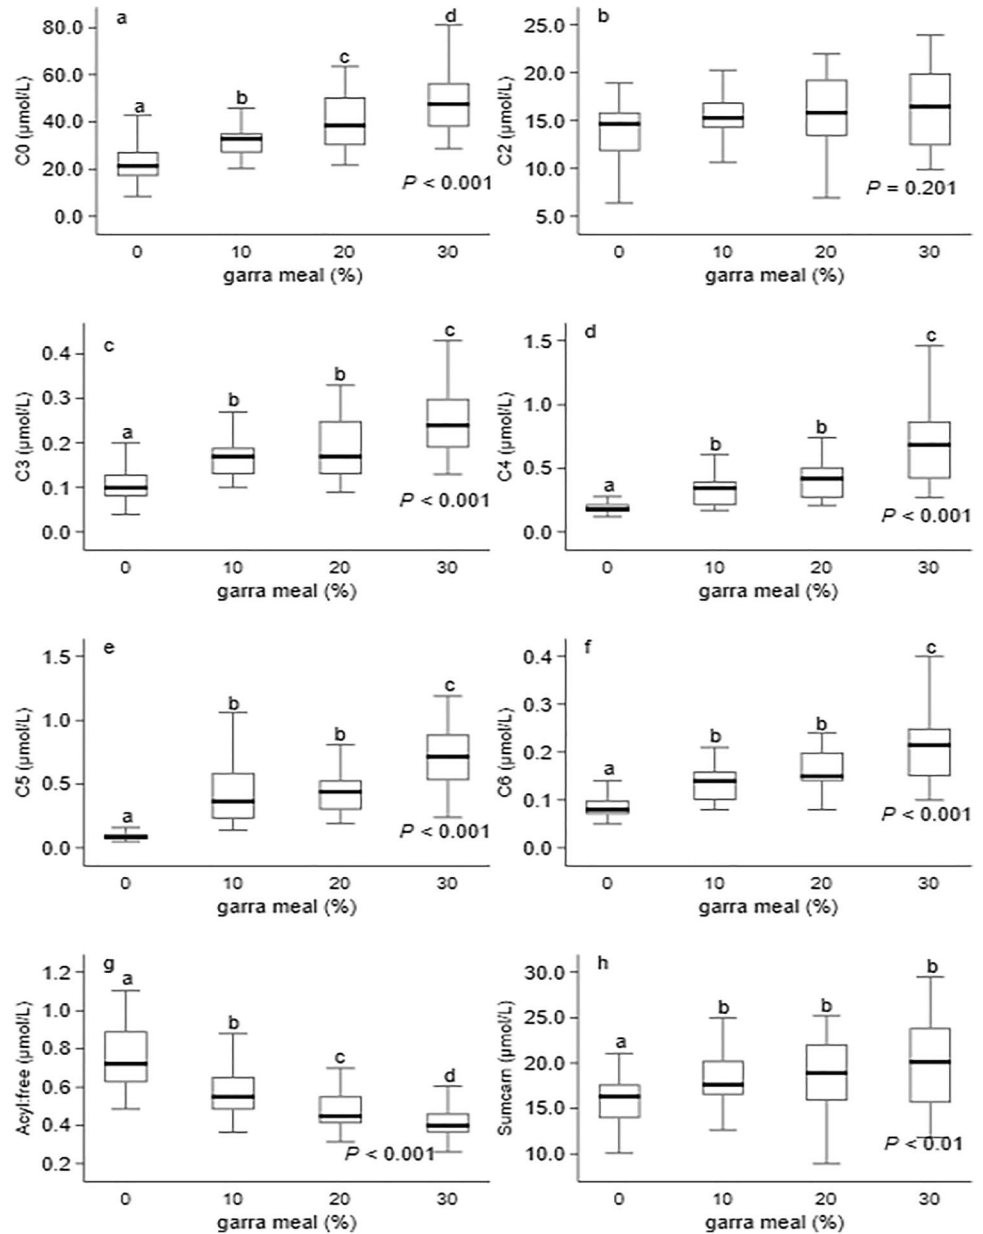 a
80.0
60.0
40.0
20.0
0.0
C0 (µmol/L)
a
b
c
d
P < 0.001
0 10 20 30
garra meal (%)
b
25.0
20.0
15.0
10.0
5.0
C2 (µmol/L)
P = 0.201
0 10 20 30
garra meal (%)
c
0.4
0.3
0.2
0.1
0.0
C3 (µmol/L)
a
b
b
c
P < 0.001
0 10 20 30
garra meal (%)
d
1.5
1.0
0.5
0.0
C4 (µmol/L)
a
b
b
c
P < 0.001
0 10 20 30
garra meal (%)
e
1.5
1.0
0.5
0.0
C5 (µmol/L)
a
b
b
c
P < 0.001
0 10 20 30
garra meal (%)
f
0.4
0.3
0.2
0.1
0.0
C6 (µmol/L)
a
b
b
c
P < 0.001
0 10 20 30
garra meal (%)
g
1.2
1.0
0.8
0.6
0.4
0.2
Acyl:free (µmol/L)
a
b
c
d
P < 0.001
0 10 20 30
garra meal (%)
h
30.0
25.0
20.0
15.0
10.0
Sumcarn (µmol/L)
a
b
b
b
P < 0.01
0 10 20 30
garra meal (%)